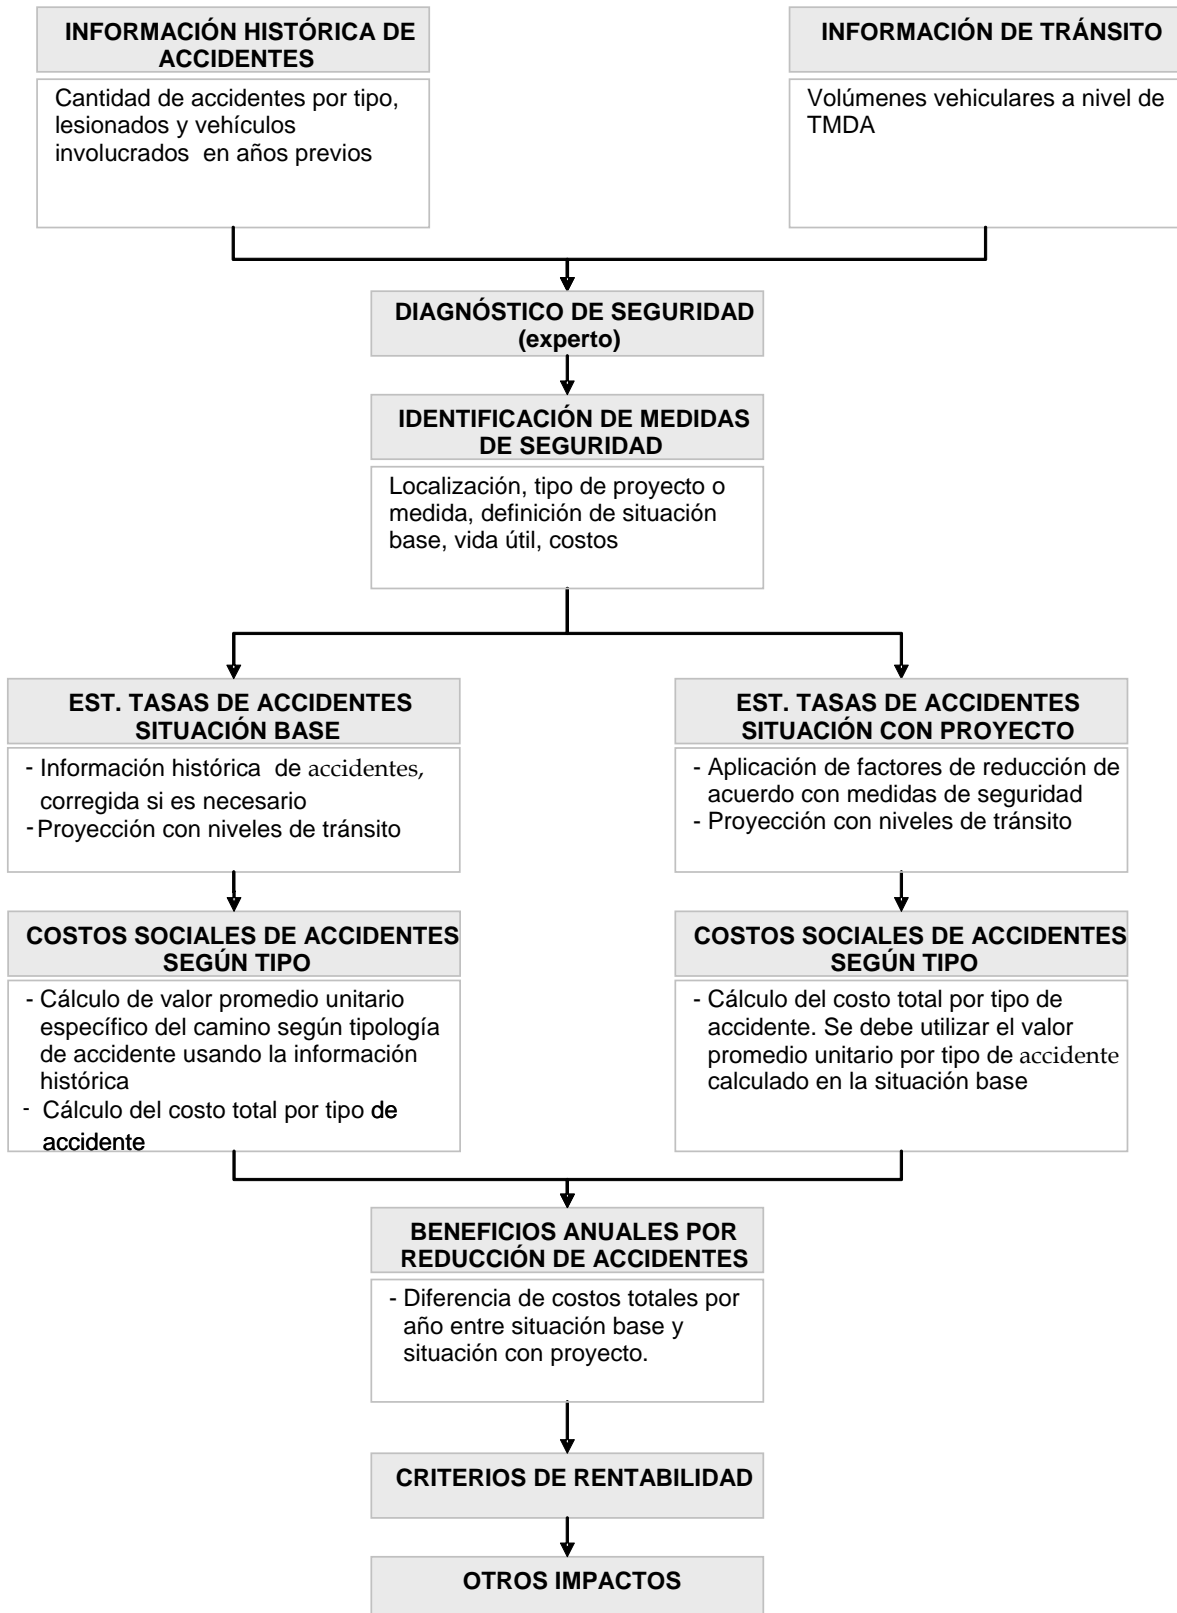 INFORMACIÓN HISTÓRICA DE
ACCIDENTES
Cantidad de accidentes por tipo,
lesionados y vehículos
involucrados en años previos
INFORMACIÓN DE TRÁNSITO
Volúmenes vehiculares a nivel de
TMDA
DIAGNÓSTICO DE SEGURIDAD
(experto)
IDENTIFICACIÓN DE MEDIDAS
DE SEGURIDAD
Localización, tipo de proyecto o
medida, definición de situación
base, vida útil, costos
EST. TASAS DE ACCIDENTES
SITUACIÓN BASE
- Información histórica de accidentes,
corregida si es necesario
- Proyección con niveles de tránsito
EST. TASAS DE ACCIDENTES
SITUACIÓN CON PROYECTO
- Aplicación de factores de reducción de
acuerdo con medidas de seguridad
- Proyección con niveles de tránsito
COSTOS SOCIALES DE ACCIDENTES
SEGÚN TIPO
- Cálculo de valor promedio unitario
específico del camino según tipología
de accidente usando la información
histórica
- Cálculo del costo total por tipo de
accidente
COSTOS SOCIALES DE ACCIDENTES
SEGÚN TIPO
- Cálculo del costo total por tipo de
accidente. Se debe utilizar el valor
promedio unitario por tipo de accidente
calculado en la situación base
BENEFICIOS ANUALES POR
REDUCCIÓN DE ACCIDENTES
- Diferencia de costos totales por
año entre situación base y
situación con proyecto.
CRITERIOS DE RENTABILIDAD
OTROS IMPACTOS